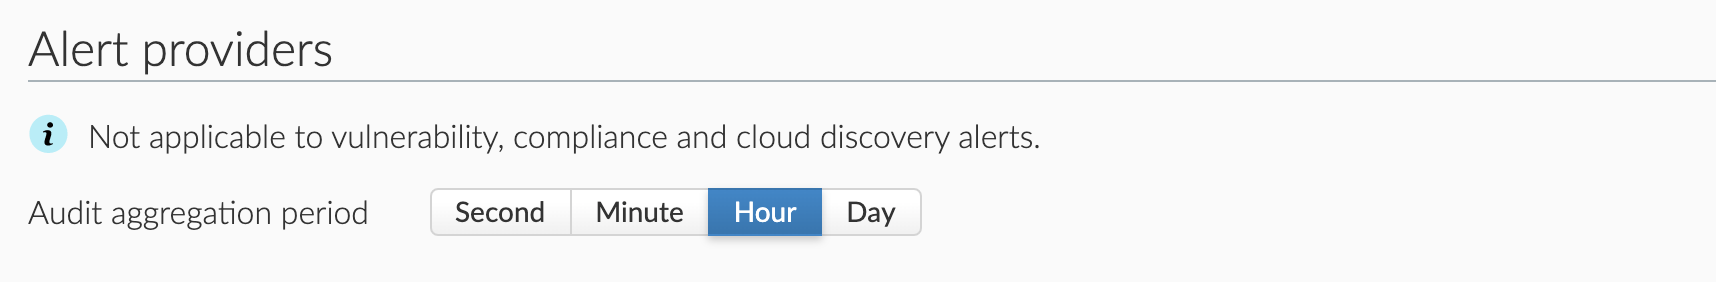 Alert providers
i Not applicable to vulnerability, compliance and cloud discovery alerts.
Audit aggregation period Second Minute Hour Day